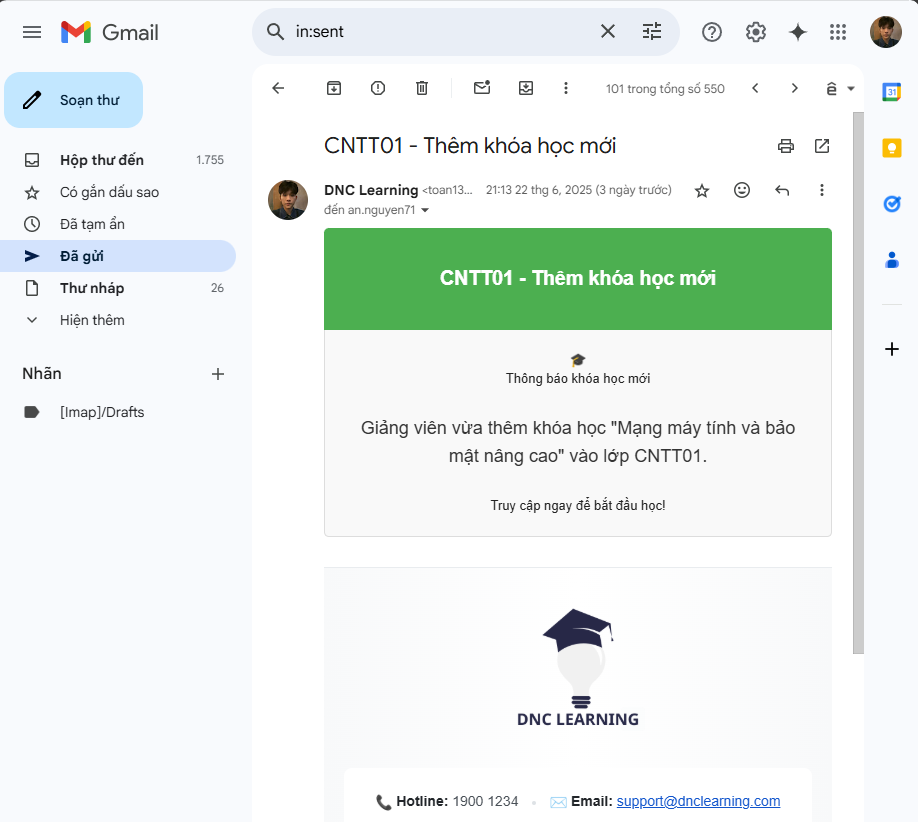 Gmail
in:sent
Soạn thư
101 trong tổng số 550
Hộp thư đến 1.755
Có gắn dấu sao
Đã tạm ẩn
Đã gửi
Thư nháp 26
Hiện thêm
Nhãn
[Imap]/Drafts
CNTT01 - Thêm khóa học mới
DNC Learning <toan13... 21:13 22 thg 6, 2025 (3 ngày trước)
đến an.nguyen71
CNTT01 - Thêm khóa học mới
Thông báo khóa học mới
Giảng viên vừa thêm khóa học "Mạng máy tính và bảo
mật nâng cao" vào lớp CNTT01.
Truy cập ngay để bắt đầu học!
DNC LEARNING
Hotline: 1900 1234 • Email: support@dnclearning.com
31